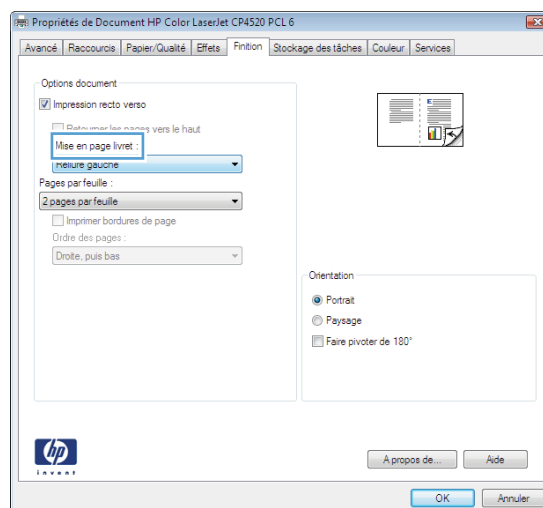 Propriétés de Document HP Color LaserJet CP4520 PCL 6
Avancé Raccourcis Papier/Qualité Effets Finition Stockage des tâches Couleur Services
Options document
Impression recto verso
Retourner les pages vers le haut
Mise en page livret :
Reliure gauche
Pages par feuille :
2 pages par feuille
Imprimer bordures de page
Ordre des pages :
Droite, puis bas
Orientation
Portrait
Paysage
Faire pivoter de 180°
hp
invent
A propos de... Aide
OK Annuler